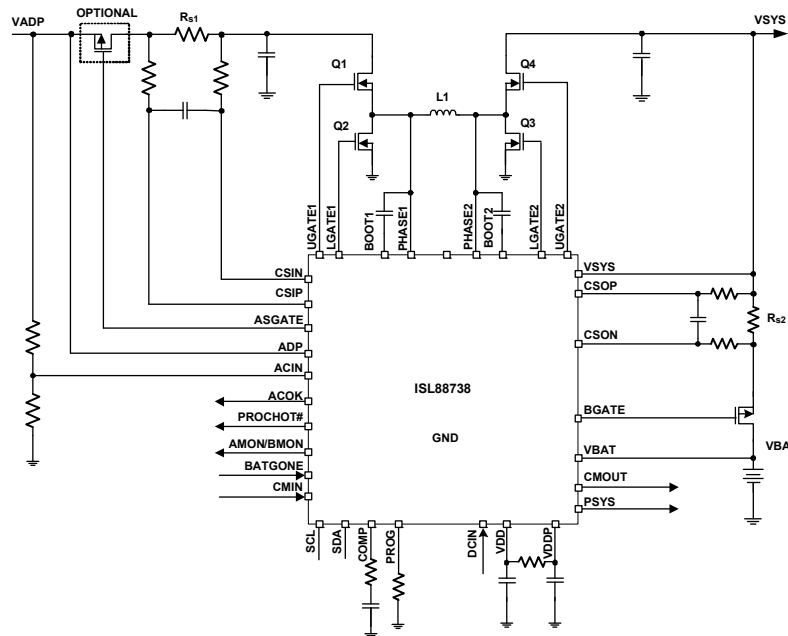 OPTIONAL
VADP
Rs1
VSYS
Q1
Q4
L1
Q2
Q3
UGATE1
LGATE1
BOOT1
PHASE1
PHASE2
BOOT2
LGATE2
UGATE2
CSIN
CSIP
ASGATE
ADP
ACIN
ACOK
PROCHOT#
AMON/BMON
BATGONE
CMIN
ISL88738
GND
VSYS
CSOP
Rs2
CSON
BGATE
VBAT
VBA
CMOUT
PSYS
SCL
SDA
COMP
PROG
DCIN
VDD
VDDP